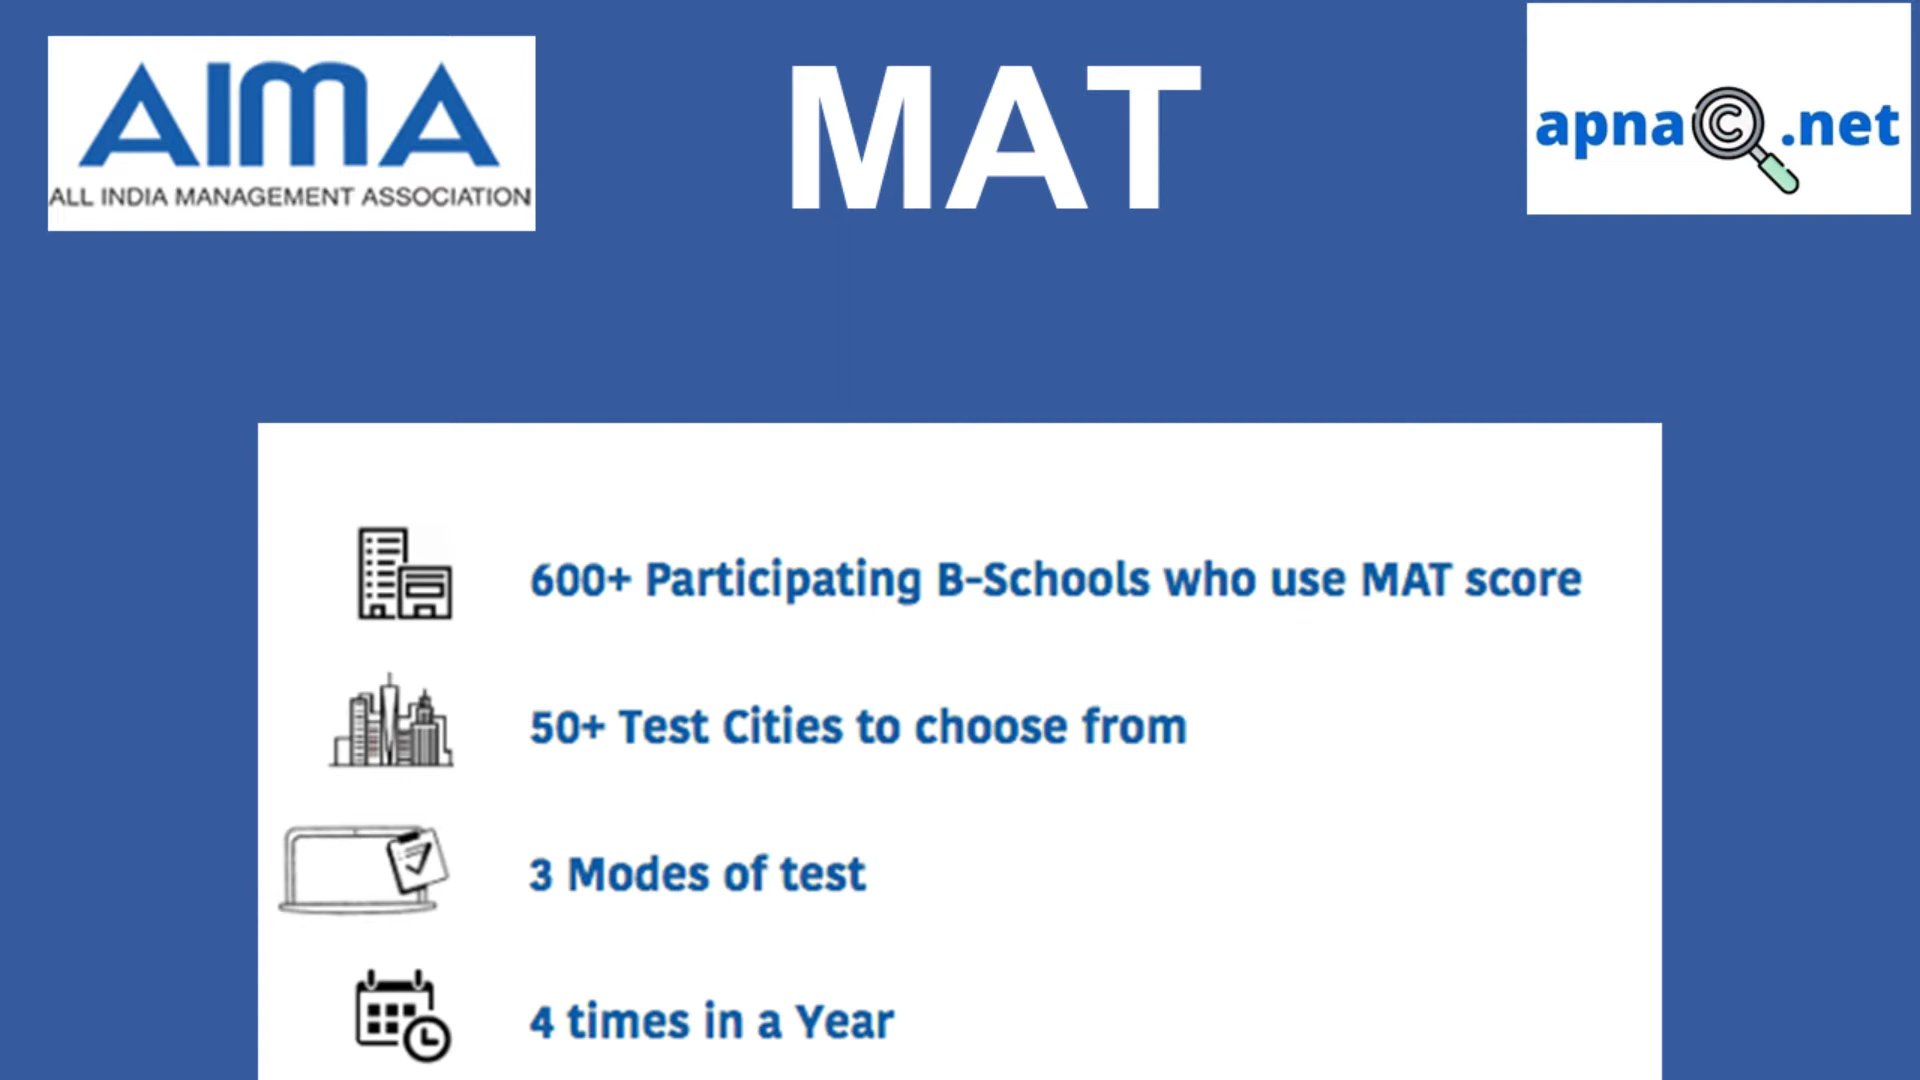 AIMA
ALL INDIA MANAGEMENT ASSOCIATION
MAT
apna © .net
600+ Participating B-Schools who use MAT score
50+ Test Cities to choose from
3 Modes of test
4 times in a Year